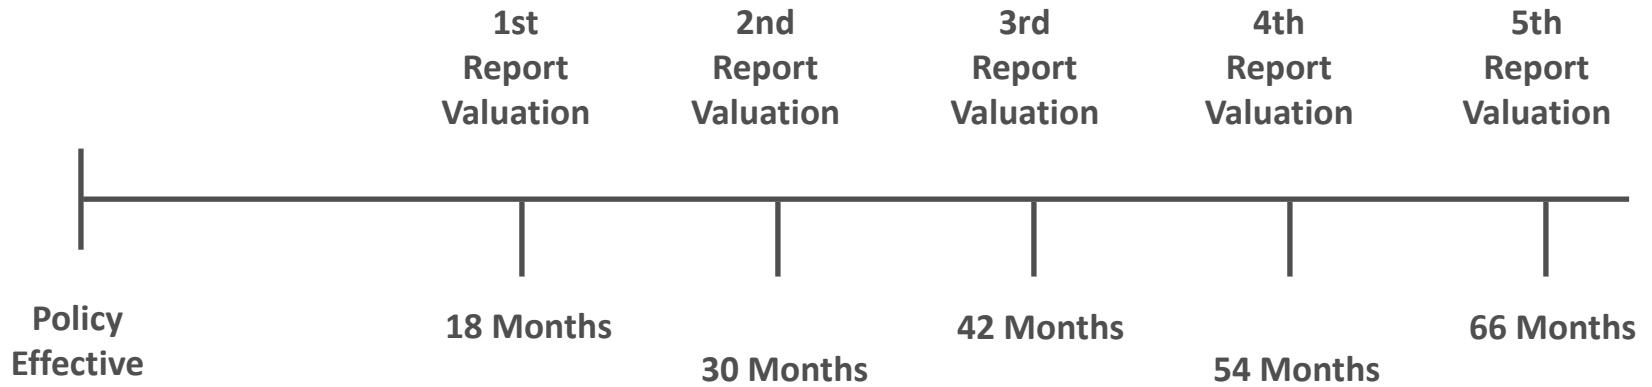 1st
Report
Valuation
2nd
Report
Valuation
3rd
Report
Valuation
4th
Report
Valuation
5th
Report
Valuation
Policy
Effective
18 Months
30 Months
42 Months
54 Months
66 Months